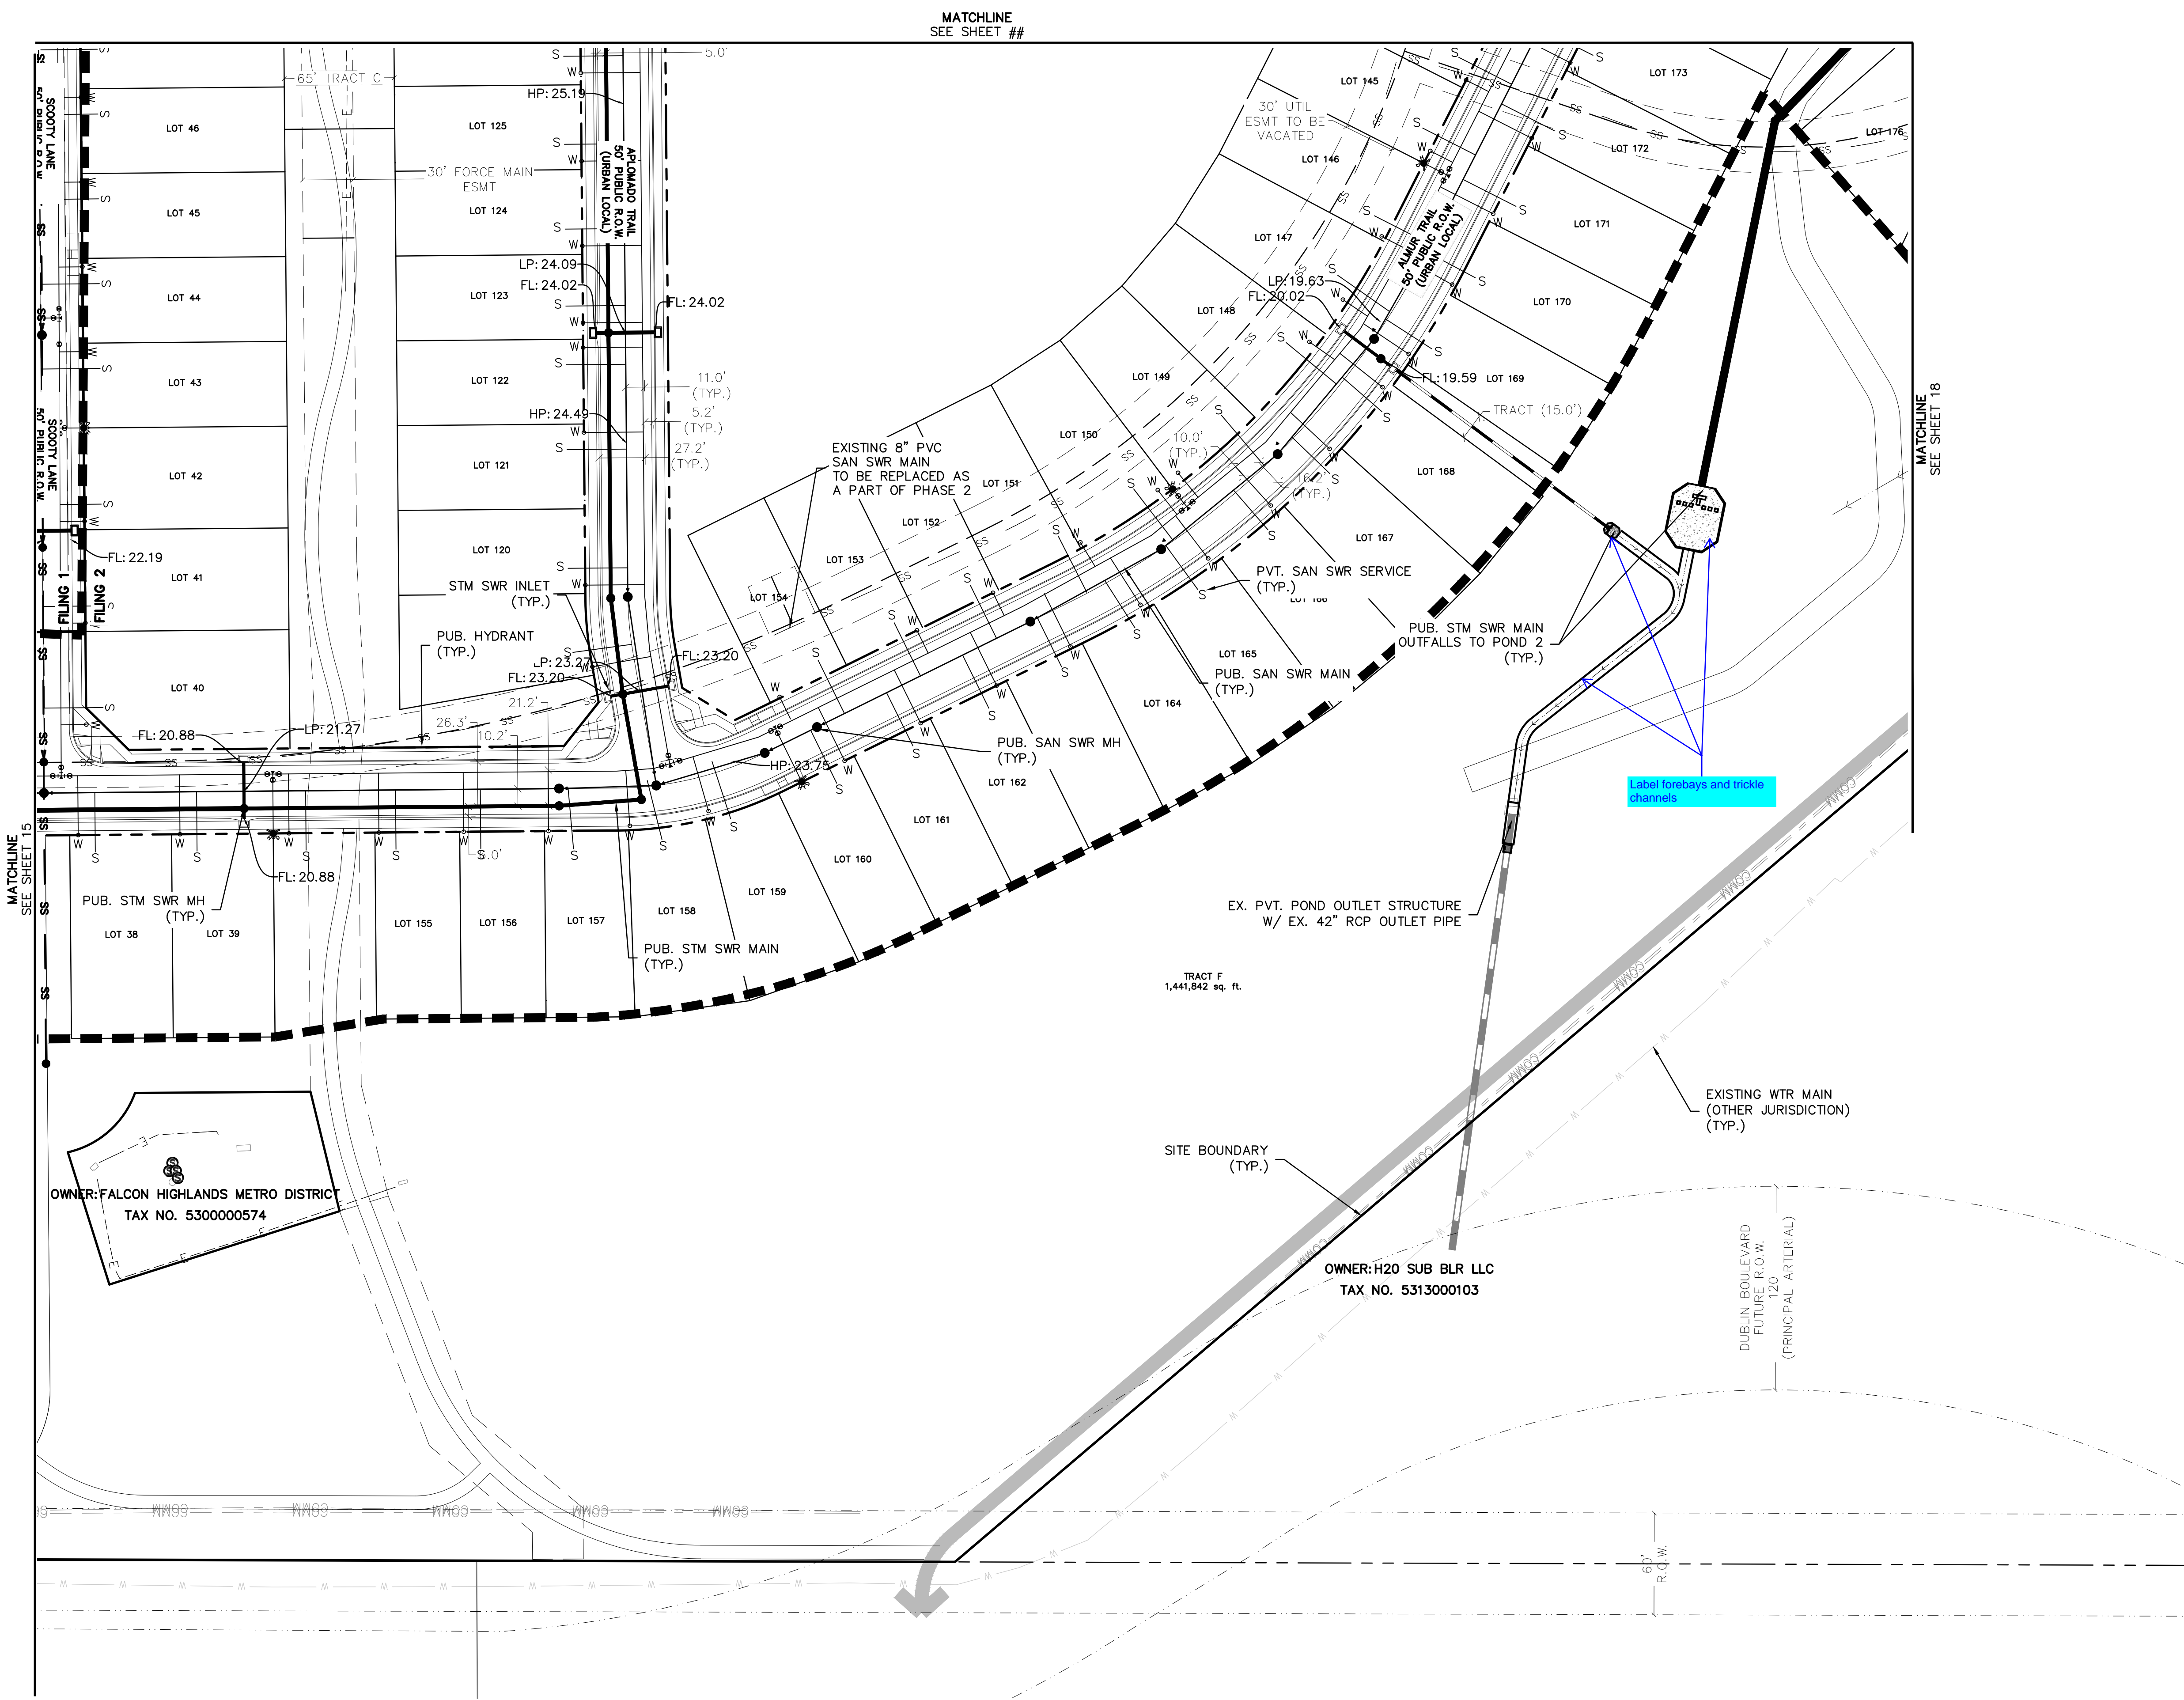 MATCHLINE
SEE SHEET ##
SCOOTY LANE
50' PUBLIC R.O.W.
65' TRACT C
LOT 46
LOT 45
LOT 44
LOT 43
LOT 42
LOT 41
LOT 40
30' FORCE MAIN
ESMT
LOT 125
LOT 124
LOT 123
LOT 122
LOT 121
LOT 120
HP: 25.19
5.0'
APLOMADO TRAIL
50' PUBLIC R.O.W.
(URBAN LOCAL)
LP: 24.09
FL: 24.02
FL: 24.02
HP: 24.49
11.0'
(TYP.)
5.2'
(TYP.)
27.2'
(TYP.)
SCOOTY LANE
50' PUBLIC R.O.W.
FL: 22.19
FILING 1
FILING 2
STM SWR INLET
(TYP.)
PUB. HYDRANT
(TYP.)
LP: 23.27
FL: 23.20
FL: 23.20
21.2'
26.3'
10.2'
FL: 20.88
LP: 21.27
FL: 20.88
PUB. STM SWR MH
(TYP.)
MATCHLINE
SEE SHEET 15
LOT 38
LOT 39
LOT 155
LOT 156
LOT 157
LOT 158
LOT 159
LOT 160
LOT 161
LOT 162
LOT 164
LOT 165
LOT 166
LOT 167
LOT 168
LOT 169
LOT 170
LOT 171
LOT 172
LOT 173
LOT 176
PUB. STM SWR MAIN
(TYP.)
HP: 23.75
PUB. SAN SWR MH
(TYP.)
PUB. SAN SWR MAIN
(TYP.)
PVT. SAN SWR SERVICE
(TYP.)
EXISTING 8" PVC
SAN SWR MAIN
TO BE REPLACED AS
A PART OF PHASE 2
LOT 154
LOT 153
LOT 152
LOT 151
LOT 150
LOT 149
LOT 148
LOT 147
LOT 146
LOT 145
30' UTIL
ESMT TO BE
VACATED
ALMUR TRAIL
50' PUBLIC R.O.W.
(URBAN LOCAL)
LP: 19.63
FL: 20.02
FL: 19.59
TRACT (15.0')
10.0'
(TYP.)
16.2'
(TYP.)
PUB. STM SWR MAIN
OUTFALLS TO POND 2
(TYP.)
Label forebays and trickle
channels
MATCHLINE
SEE SHEET 18
EX. PVT. POND OUTLET STRUCTURE
W/ EX. 42" RCP OUTLET PIPE
TRACT F
1,441,842 sq. ft.
EXISTING WTR MAIN
(OTHER JURISDICTION)
(TYP.)
SITE BOUNDARY
(TYP.)
OWNER: FALCON HIGHLANDS METRO DISTRICT
TAX NO. 5300000574
OWNER: H20 SUB BLR LLC
TAX NO. 5313000103
DUBLIN BOULEVARD
FUTURE R.O.W.
120
(PRINCIPAL ARTERIAL)
60'
R.O.W.